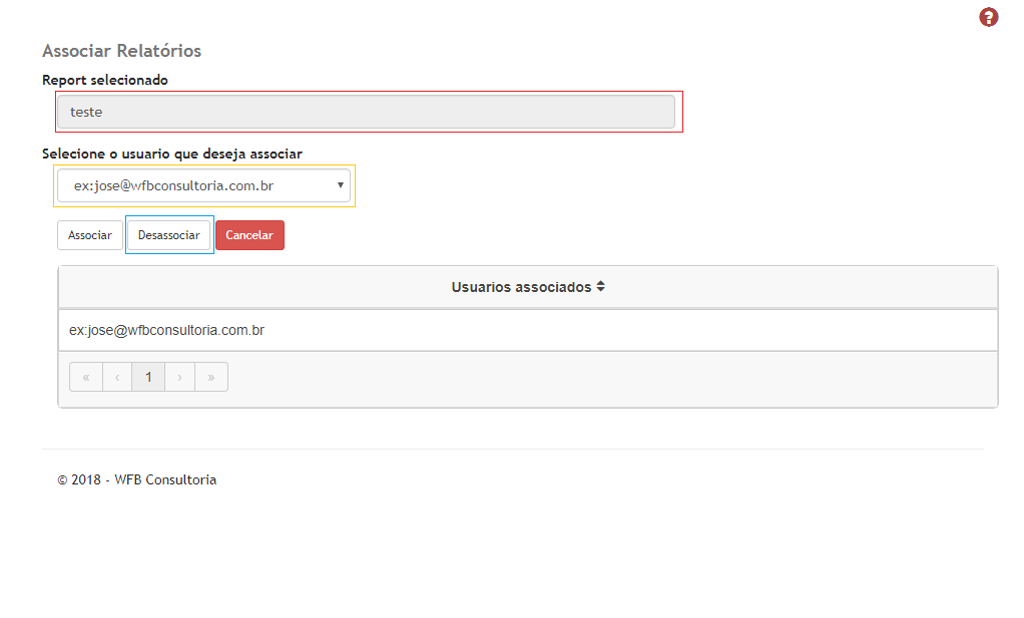 ?
Associar Relatórios
Report selecionado
teste
Selecione o usuario que deseja associar
ex:jose@wfbconsultoria.com.br
Associar Desassociar Cancelar
Usuarios associados
ex:jose@wfbconsultoria.com.br
« ‹ 1 › »
© 2018 - WFB Consultoria